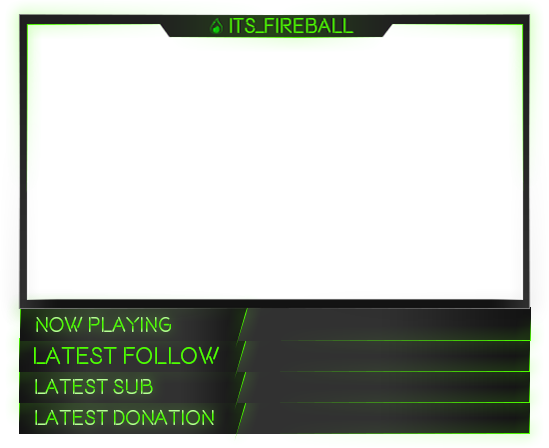 ITS_FIREBALL
NOW PLAYING
LATEST FOLLOW
LATEST SUB
LATEST DONATION